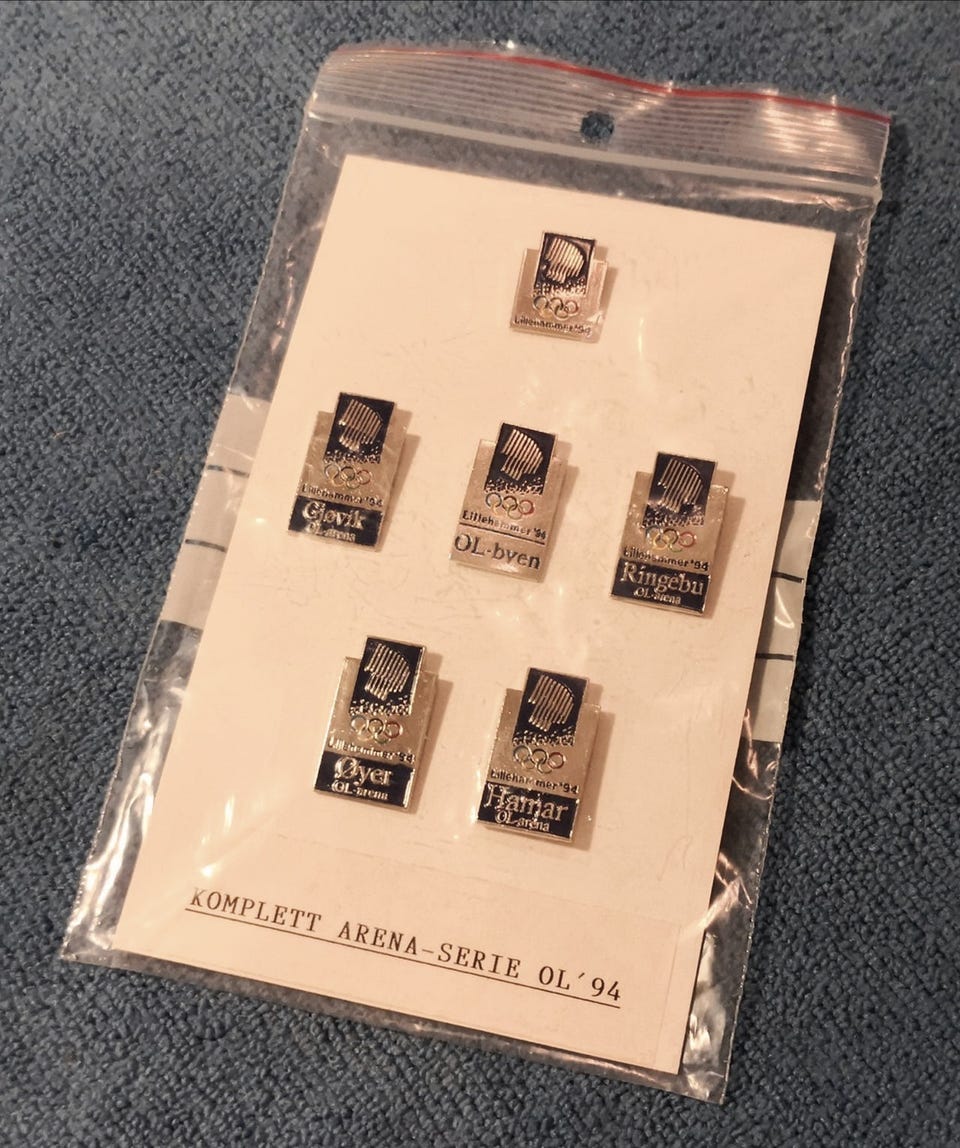 Lillehammer '94
Lillehammer '94
Gjøvik
OL-arena
Lillehammer '94
OL-byen
Lillehammer '94
Ringebu
OL-arena
Lillehammer '94
Øyer
OL-arena
Lillehammer '94
Hamar
OL-arena
KOMPLETT ARENA-SERIE OL´94